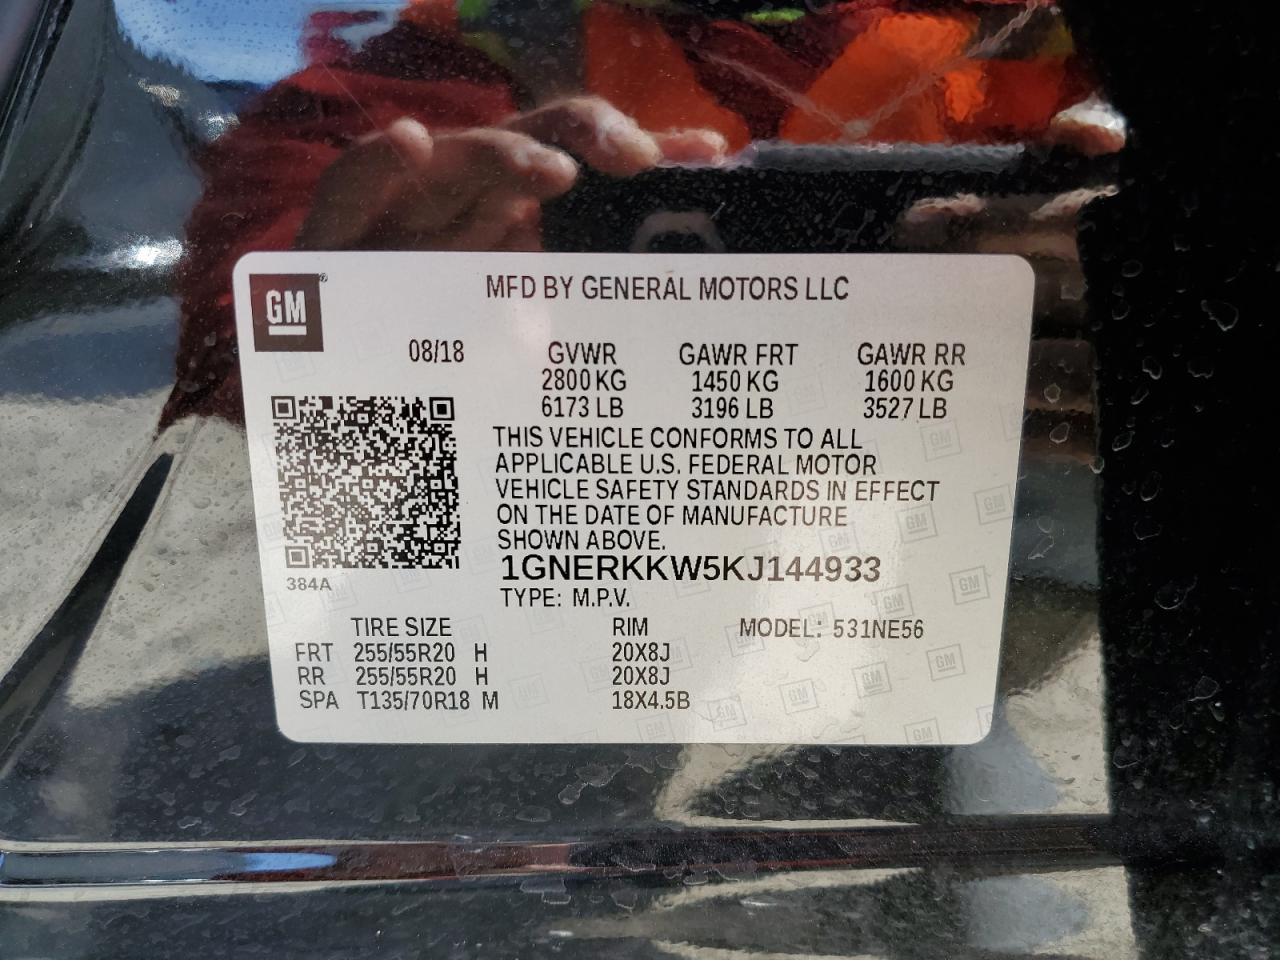 GM®
MFD BY GENERAL MOTORS LLC
08/18 GVWR GAWR FRT GAWR RR
2800 KG 1450 KG 1600 KG
6173 LB 3196 LB 3527 LB
THIS VEHICLE CONFORMS TO ALL
APPLICABLE U.S. FEDERAL MOTOR
VEHICLE SAFETY STANDARDS IN EFFECT
ON THE DATE OF MANUFACTURE
SHOWN ABOVE.
1GNERKKW5KJ144933
384A
TYPE: M.P.V.
TIRE SIZE RIM MODEL: 531NE56
FRT 255/55R20 H 20X8J
RR 255/55R20 H 20X8J
SPA T135/70R18 M 18X4.5B